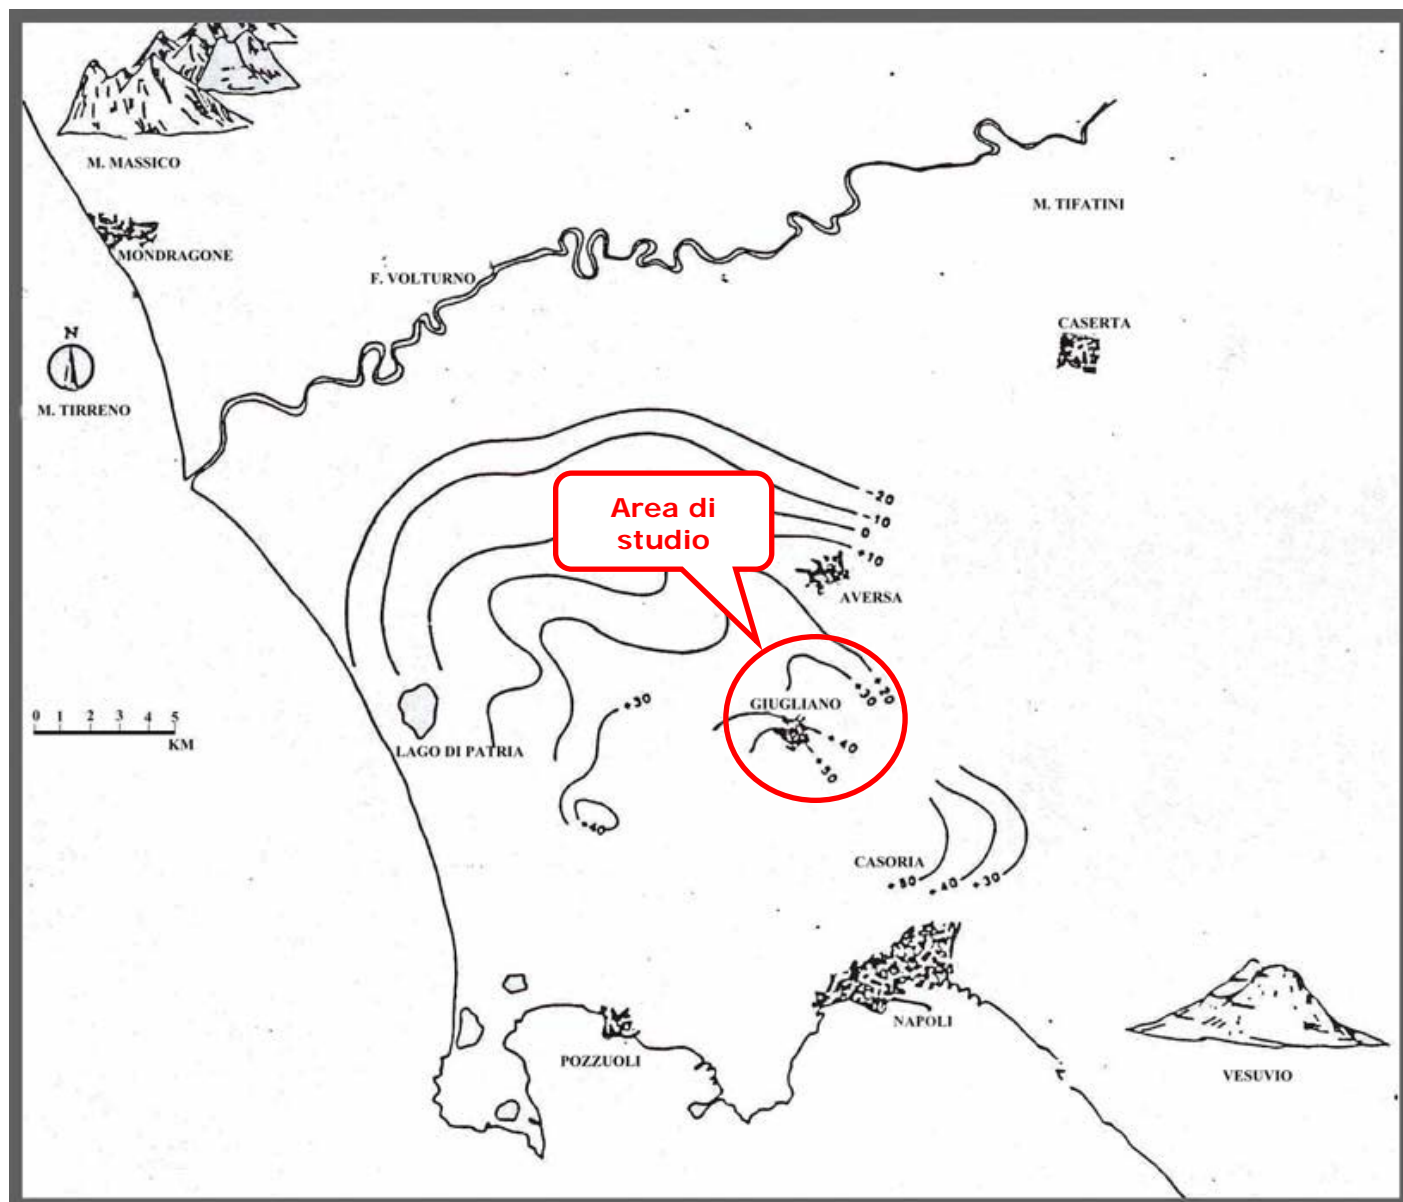 M. MASSICO
M. TIFATINI
MONDRAGONE
F. VOLTURNO
CASERTA
N
M. TIRRENO
-20
-10
0
+10
Area di
studio
AVERSA
+20
+30
GIUGLIANO
+30
+40
+50
0 1 2 3 4 5
KM
LAGO DI PATRIA
+40
CASORIA
+50
+40
+30
NAPOLI
POZZUOLI
VESUVIO